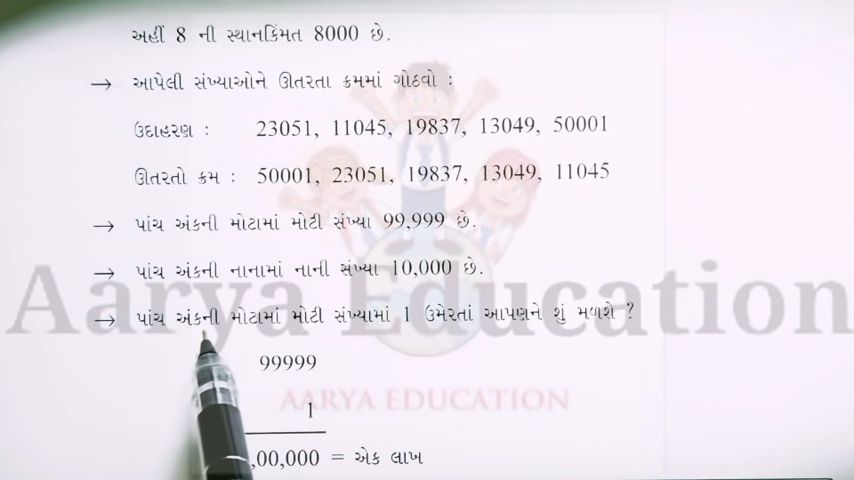 અહીં 8 ની સ્થાનકિંમત 8000 છે.
→ આપેલી સંખ્યાઓને ઊતરતા ક્રમમાં ગોઠવો :
ઉદાહરણ : 23051, 11045, 19837, 13049, 50001
ઊતરતો ક્રમ : 50001, 23051, 19837, 13049, 11045
→ પાંચ અંકની મોટામાં મોટી સંખ્યા 99,999 છે.
→ પાંચ અંકની નાનામાં નાની સંખ્યા 10,000 છે.
Aarya Education
→ પાંચ અંકની મોટામાં મોટી સંખ્યામાં 1 ઉમેરતાં આપણને શું મળશે ?
99999
AARYA EDUCATION
1
,00,000 = એક લાખ